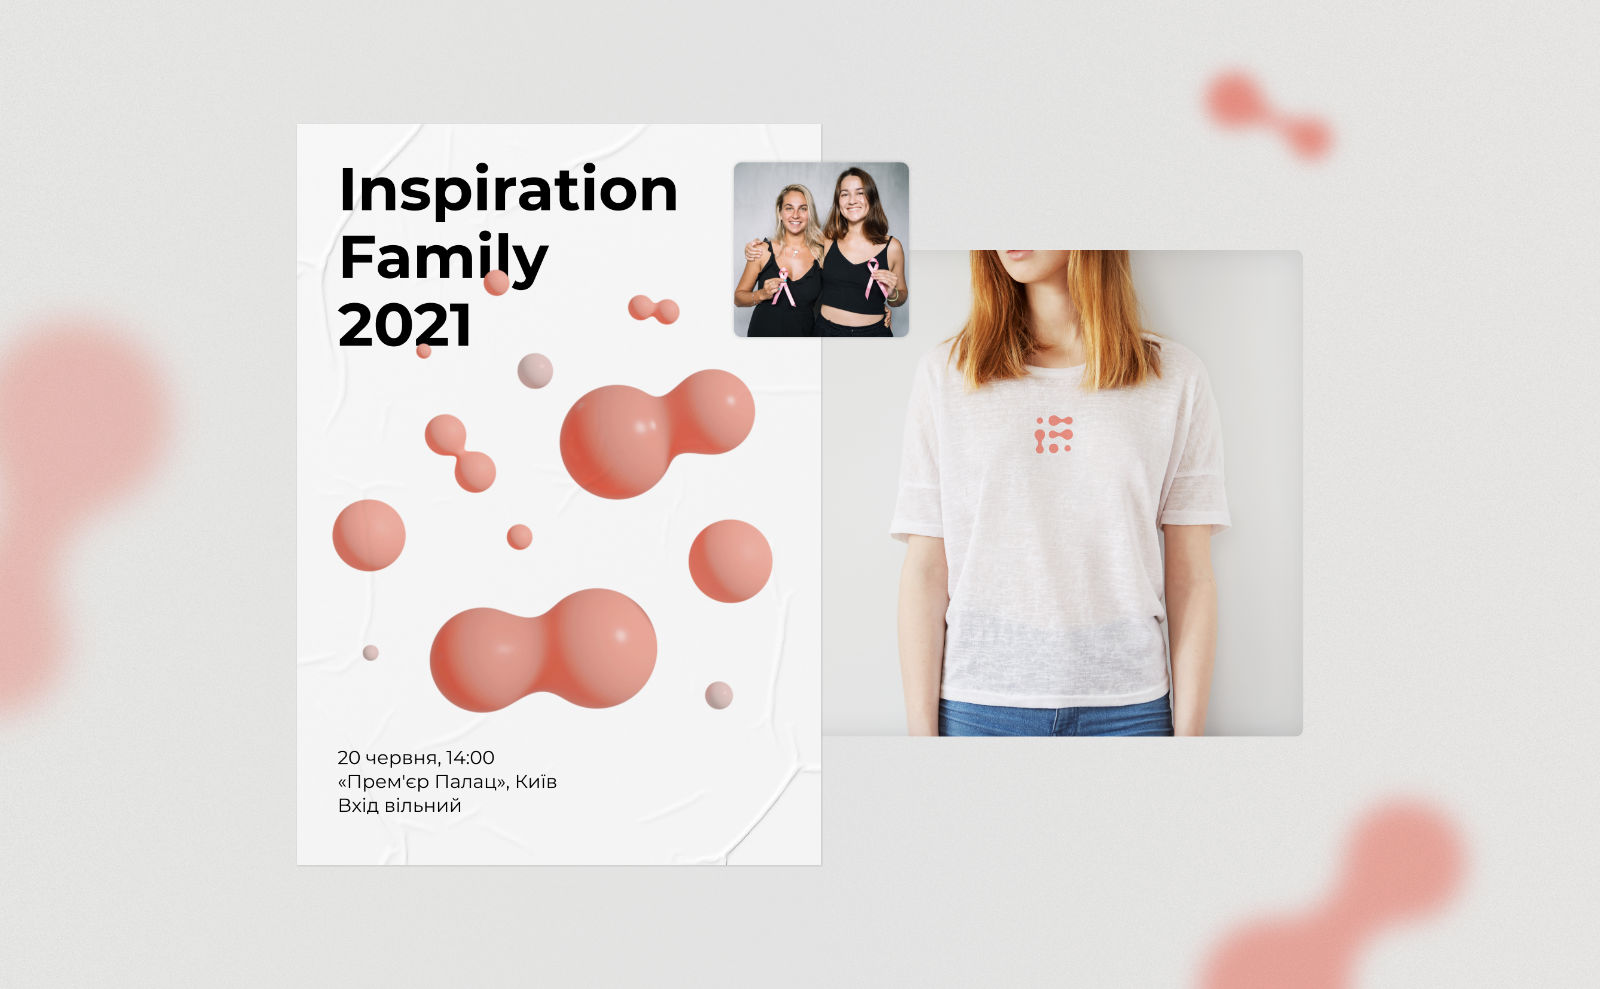 Inspiration
Family
2021
20 червня, 14:00
«Прем'єр Палац», Київ
Вхід вільний